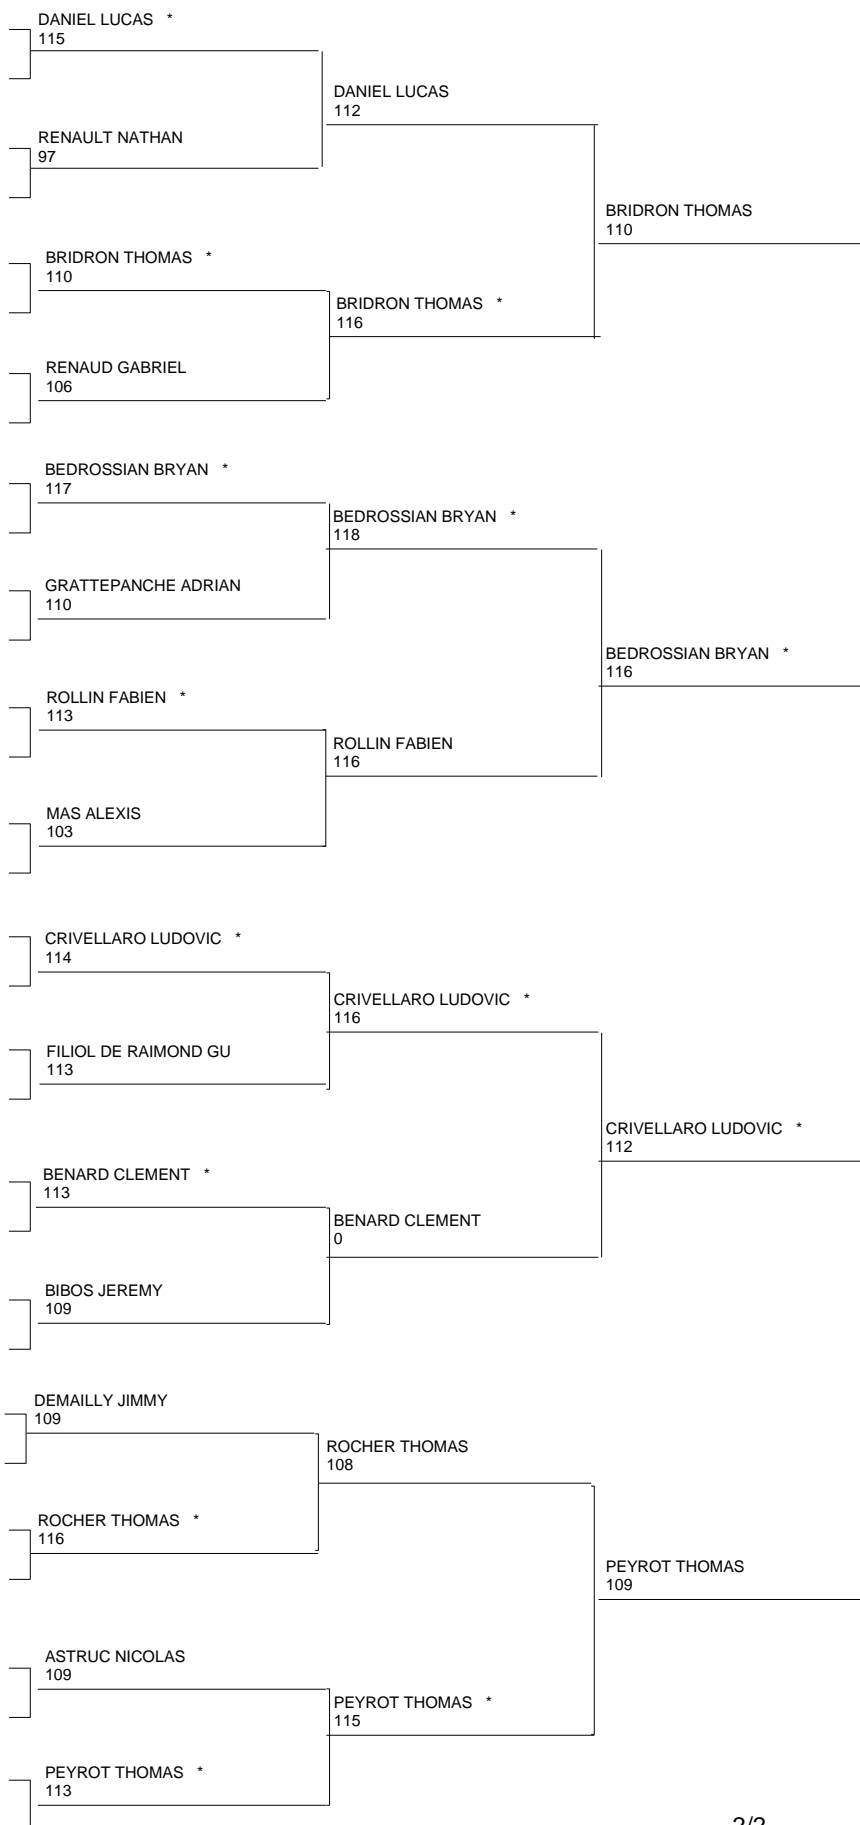 DANIEL LUCAS *
115
DANIEL LUCAS
112
RENAULT NATHAN
97
BRIDRON THOMAS
110
BRIDRON THOMAS *
110
BRIDRON THOMAS *
116
RENAUD GABRIEL
106
BEDROSSIAN BRYAN *
117
BEDROSSIAN BRYAN *
118
GRATTEPANCHE ADRIAN
110
BEDROSSIAN BRYAN *
116
ROLLIN FABIEN *
113
ROLLIN FABIEN
116
MAS ALEXIS
103
CRIVELLARO LUDOVIC *
114
CRIVELLARO LUDOVIC *
116
FILIOL DE RAIMOND GU
113
CRIVELLARO LUDOVIC *
112
BENARD CLEMENT *
113
BENARD CLEMENT
0
BIBOS JEREMY
109
DEMAILLY JIMMY
109
ROCHER THOMAS
108
ROCHER THOMAS *
116
PEYROT THOMAS
109
ASTRUC NICOLAS
109
PEYROT THOMAS *
115
PEYROT THOMAS *
113